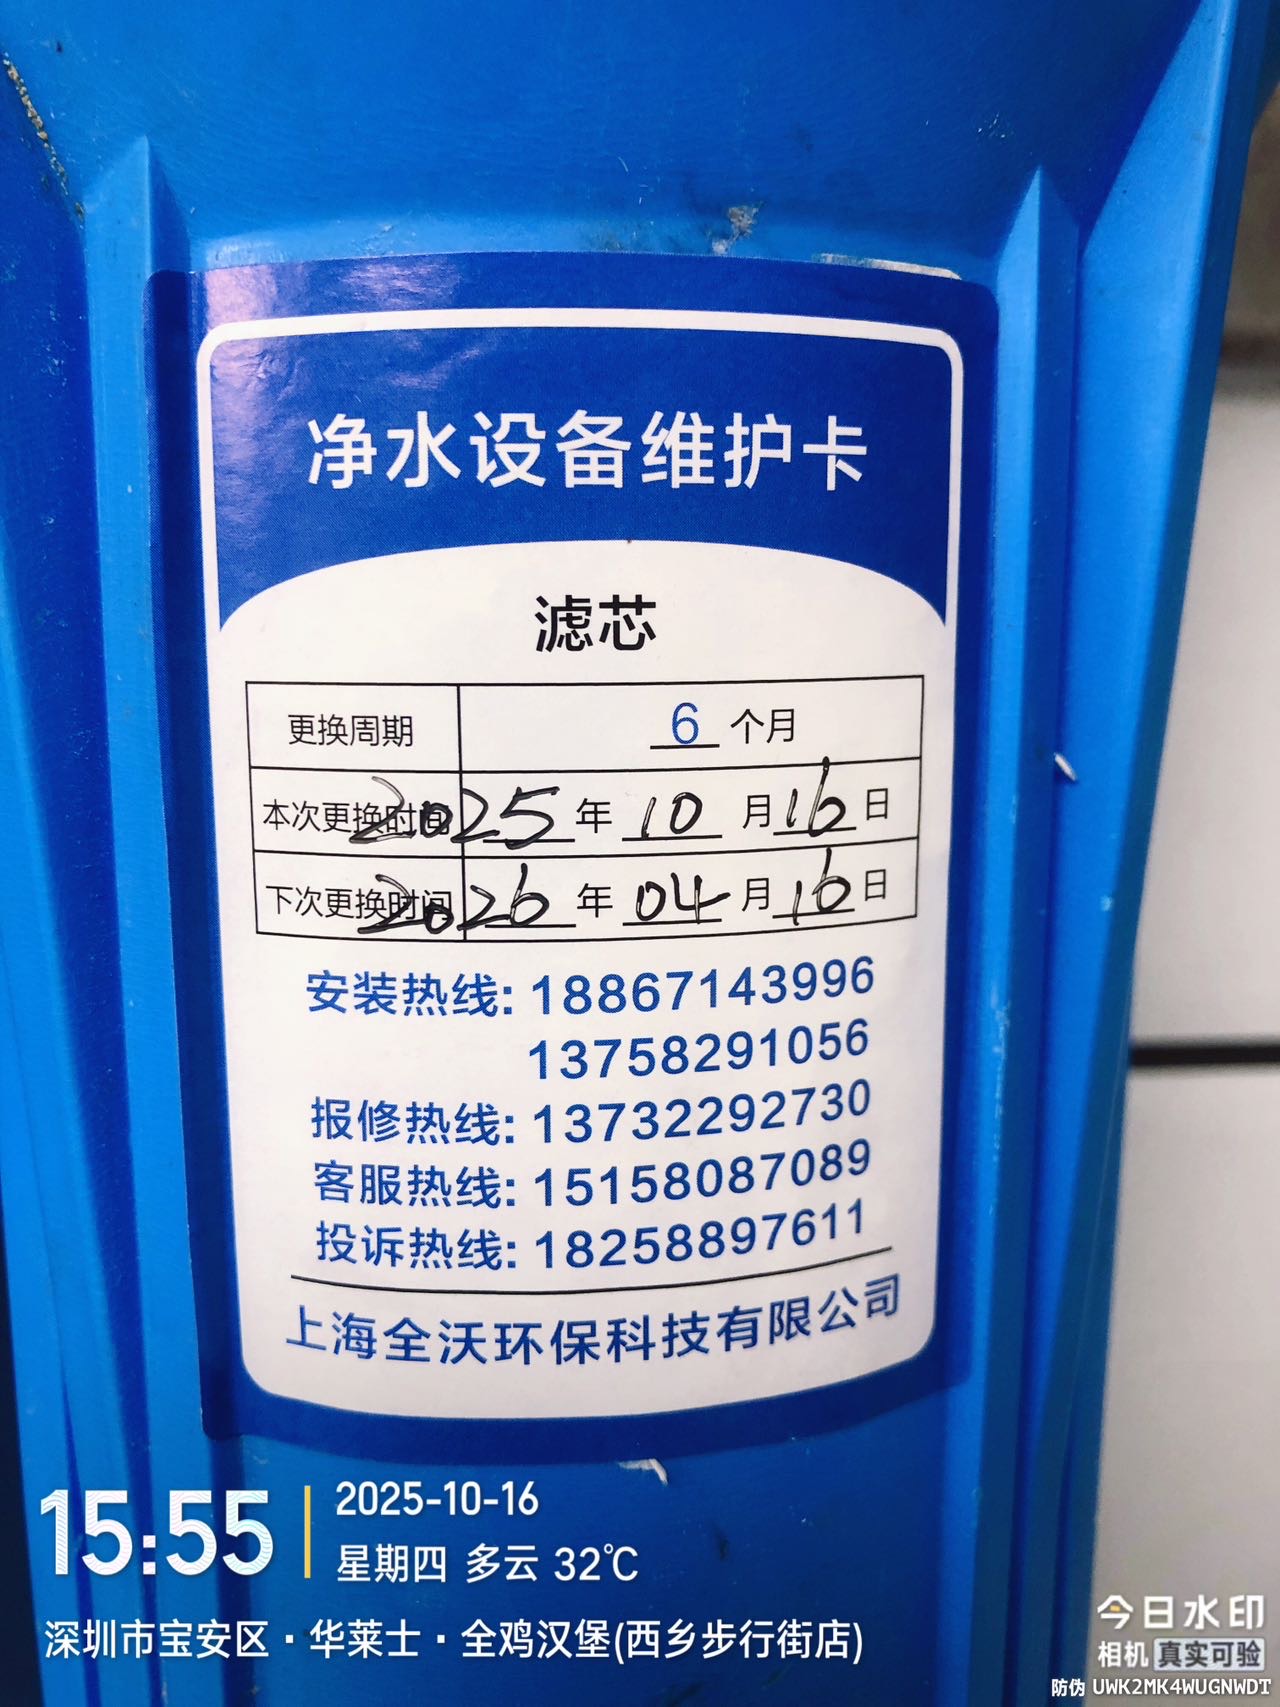 净水设备维护卡
滤芯
更换周期 6 个月
本次更换时间 2025 年 10 月 16 日
下次更换时间 2026 年 04 月 16 日
安装热线: 18867143996
13758291056
报修热线: 13732292730
客服热线: 15158087089
投诉热线: 18258897611
上海全沃环保科技有限公司
15:55
2025-10-16
星期四 多云 32℃
深圳市宝安区·华莱士·全鸡汉堡(西乡步行街店)
今日水印
相机 真实可验
防伪 UWK2MK4WUGNWDT